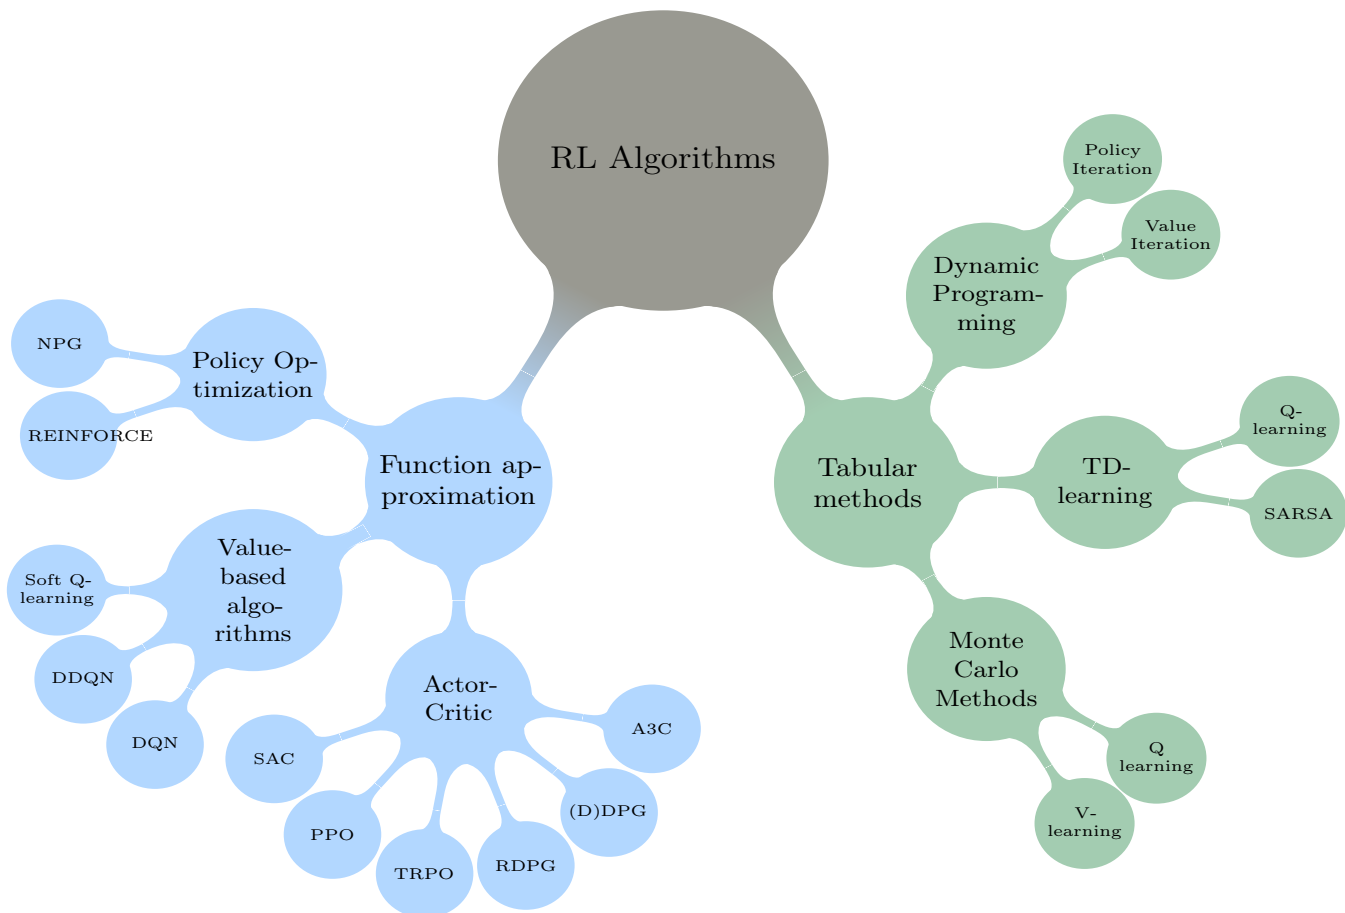 RL Algorithms
Policy
Iteration
Value
Iteration
Dynamic
Program-
ming
NPG
Policy Op-
timization
REINFORCE
Function ap-
proximation
Tabular
methods
TD-
learning
Q-
learning
SARSA
Value-
based
algo-
rithms
Soft Q-
learning
DDQN
DQN
Actor-
Critic
SAC
PPO
TRPO
RDPG
(D)DPG
A3C
Monte
Carlo
Methods
Q
learning
V-
learning